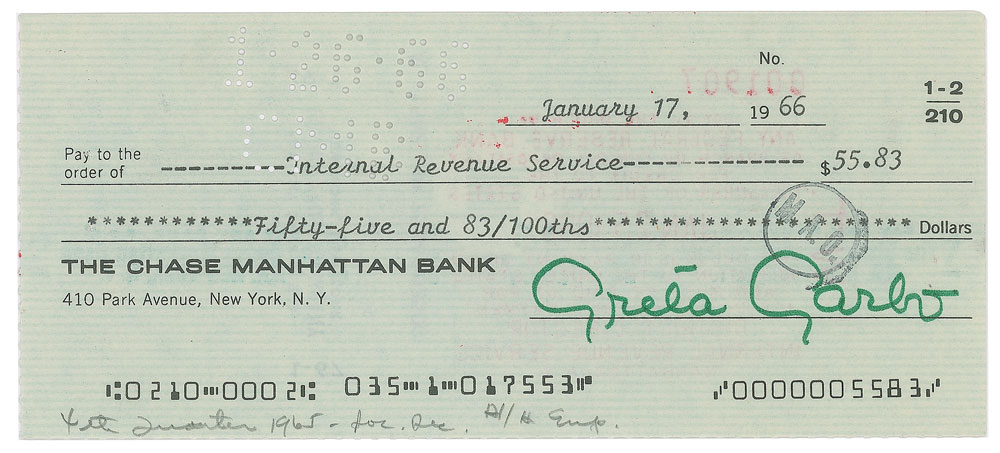 No.
January 17, 1966
1-2
210
Pay to the
order of Internal Revenue Service $55.83
************Fifty-five and 83/100ths*********************** Dollars
THE CHASE MANHATTAN BANK
410 Park Avenue, New York, N. Y.
Greta Garbo
⑆0210⑉0002⑆ 035⑉1⑉017553⑈ ⑇0000005583⑇
4th Quarter 1965 - Soc. Sec. H/H Emp.